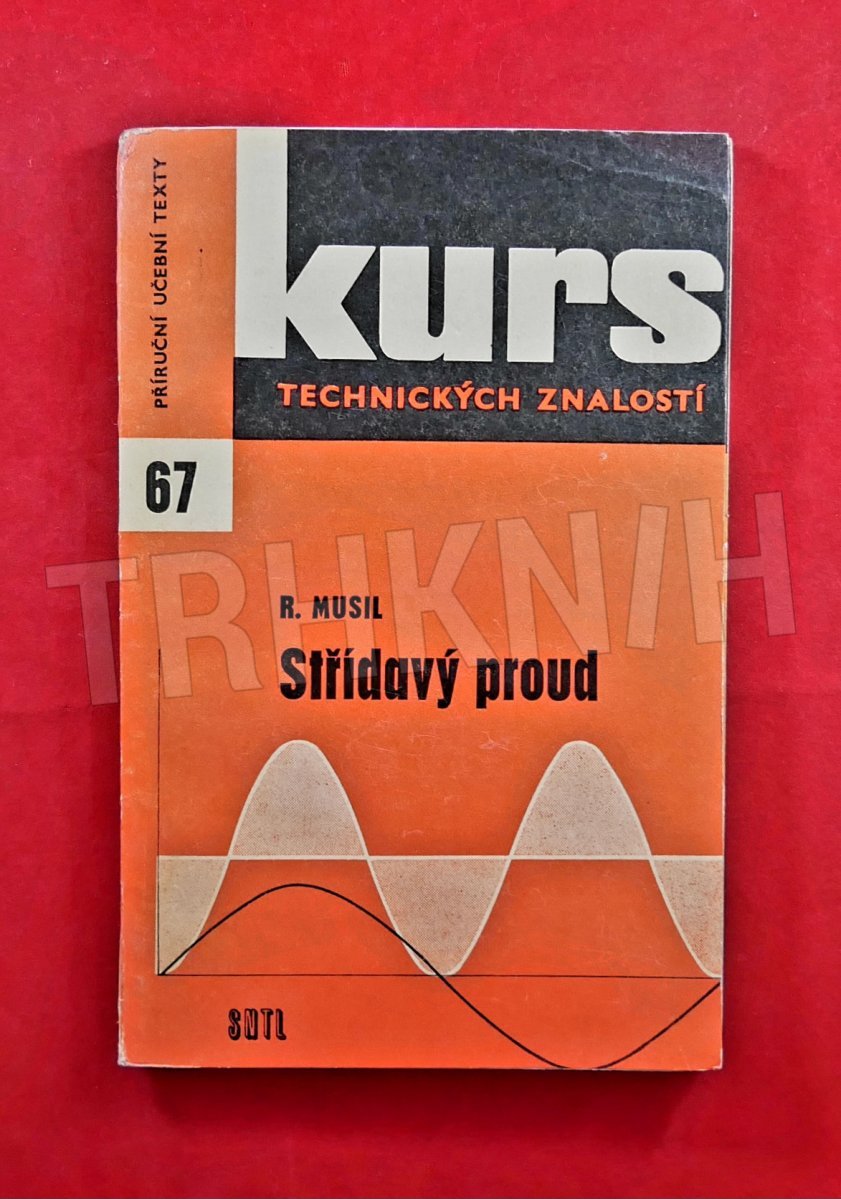 PŘÍRUČNÍ UČEBNÍ TEXTY
kurs
TECHNICKÝCH ZNALOSTÍ
67
R. MUSIL
Střídavý proud
SNTL
TRHKNIH